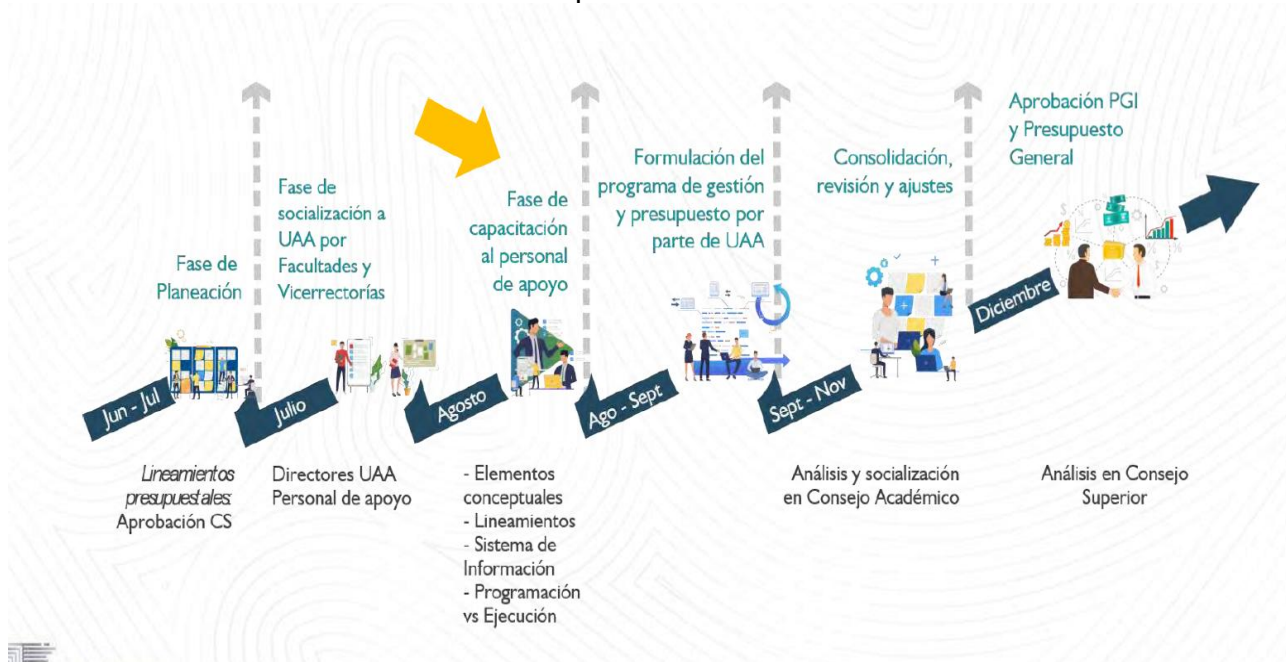 Fase de
Planeación
Jun - Jul
Lineamientos
presupuestales:
Aprobación CS
Fase de
socialización a
UAA por
Facultades y
Vicerrectorías
Julio
Directores UAA
Personal de apoyo
Fase de
capacitación
al personal
de apoyo
Agosto
- Elementos
conceptuales
- Lineamientos
- Sistema de
Información
- Programación
vs Ejecución
Formulación del
programa de gestión
y presupuesto por
parte de UAA
Ago - Sept
Consolidación,
revisión y ajustes
Sept - Nov
Análisis y socialización
en Consejo Académico
Aprobación PGI
y Presupuesto
General
Diciembre
Análisis en Consejo
Superior